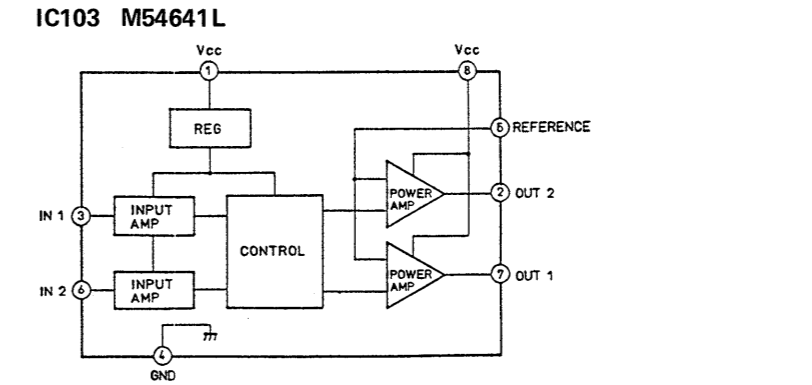 IC103 M54641L
Vcc
Vcc
1
8
REG
5 REFERENCE
POWER
AMP
2 OUT 2
IN 1 3
INPUT
AMP
CONTROL
POWER
AMP
7 OUT 1
IN 2 6
INPUT
AMP
4
GND